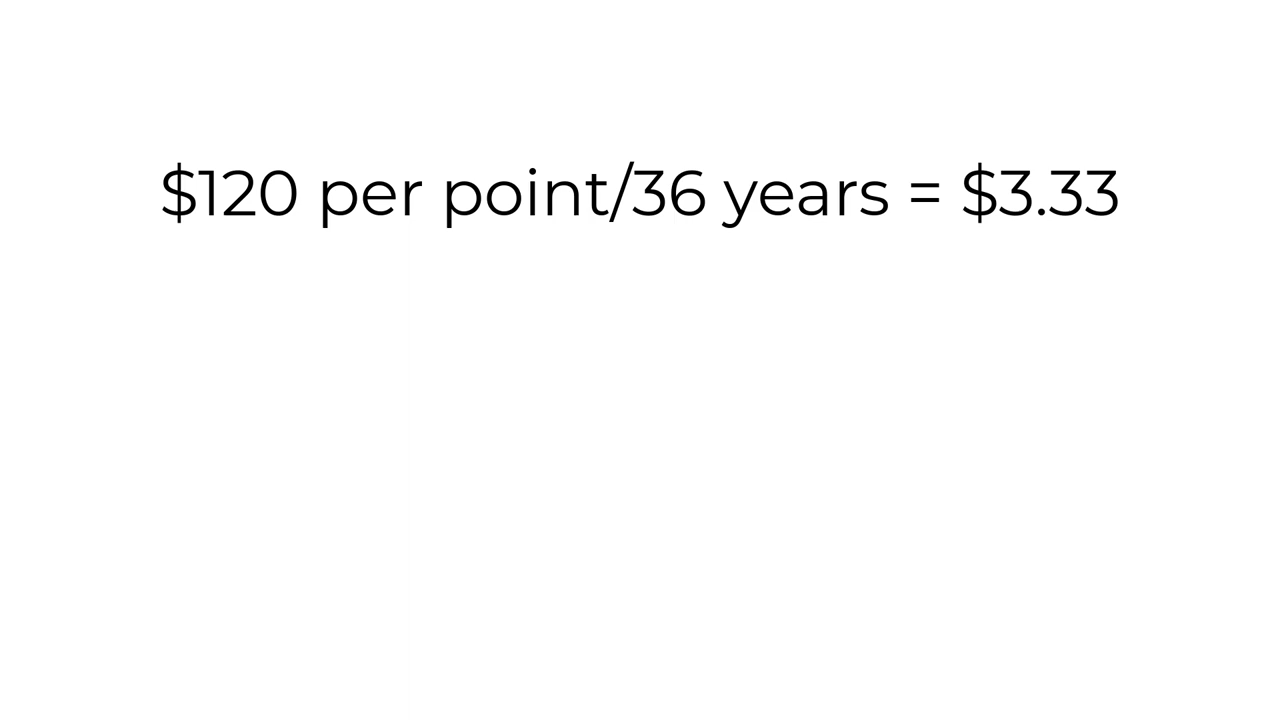 $120 per point/36 years = $3.33